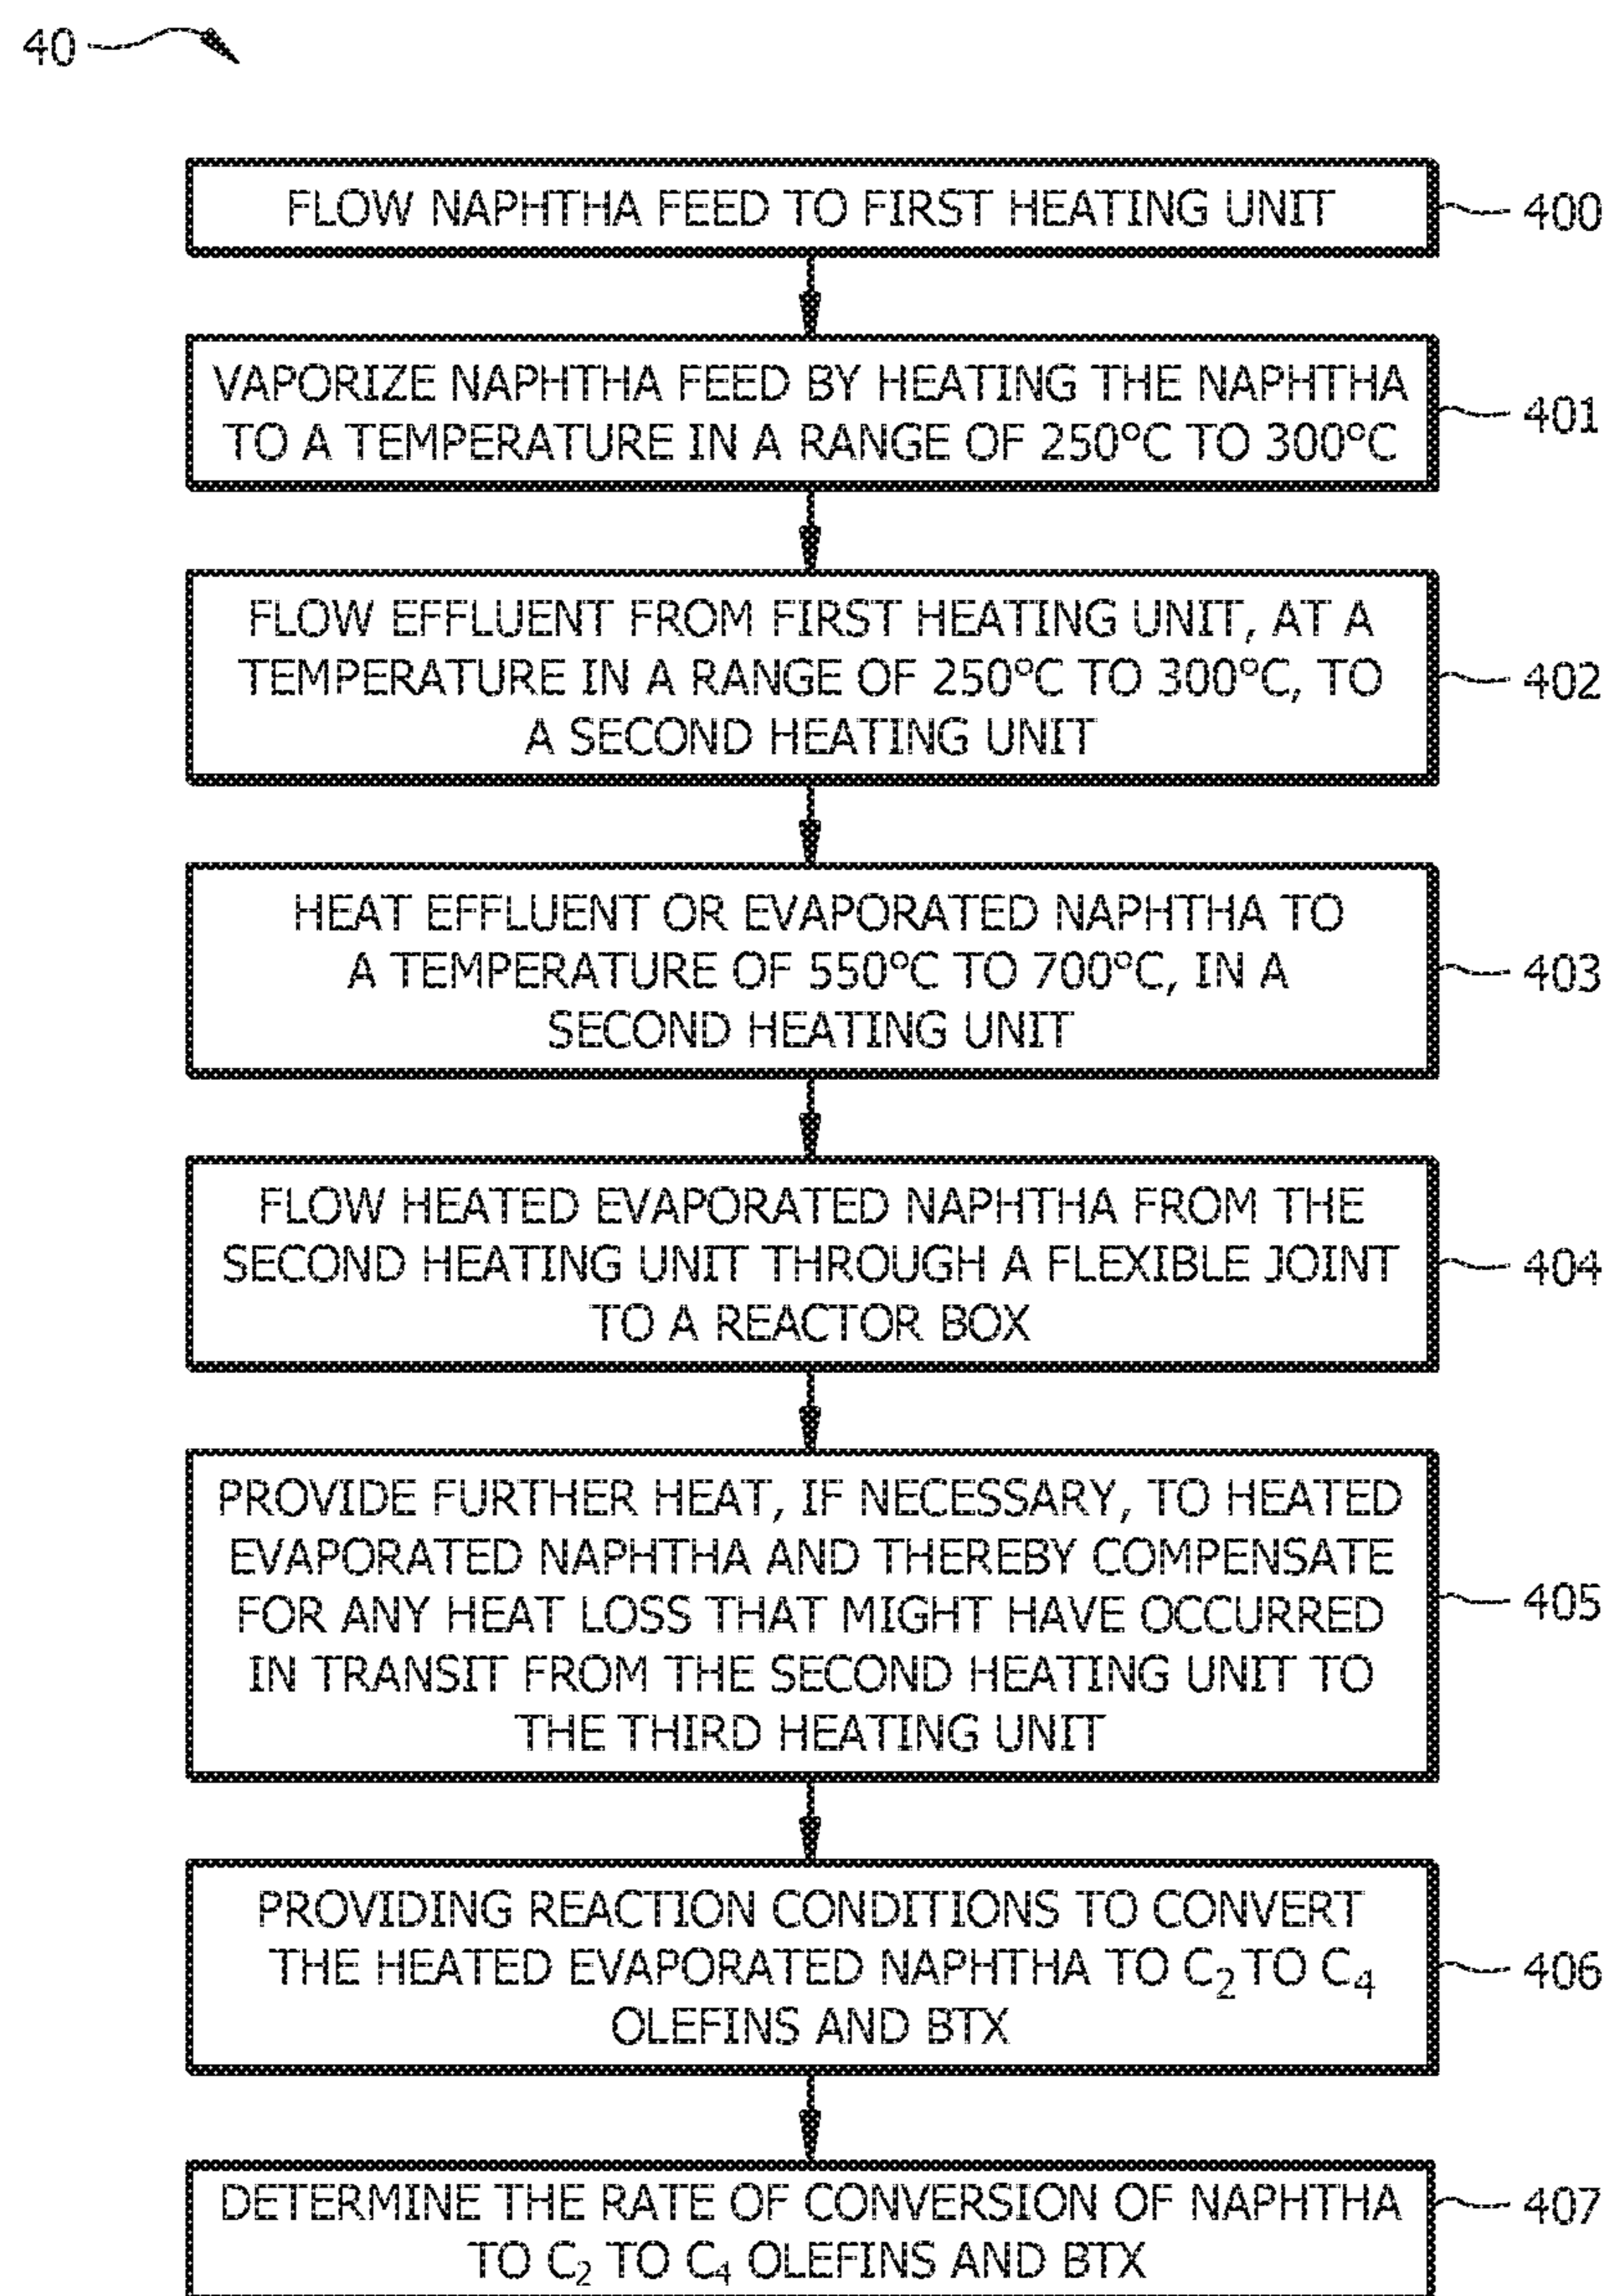 40
FLOW NAPHTHA FEED TO FIRST HEATING UNIT
400
VAPORIZE NAPHTHA FEED BY HEATING THE NAPHTHA
TO A TEMPERATURE IN A RANGE OF 250°C TO 300°C
401
FLOW EFFLUENT FROM FIRST HEATING UNIT, AT A
TEMPERATURE IN A RANGE OF 250°C TO 300°C, TO
A SECOND HEATING UNIT
402
HEAT EFFLUENT OR EVAPORATED NAPHTHA TO
A TEMPERATURE OF 550°C TO 700°C, IN A
SECOND HEATING UNIT
403
FLOW HEATED EVAPORATED NAPHTHA FROM THE
SECOND HEATING UNIT THROUGH A FLEXIBLE JOINT
TO A REACTOR BOX
404
PROVIDE FURTHER HEAT, IF NECESSARY, TO HEATED
EVAPORATED NAPHTHA AND THEREBY COMPENSATE
FOR ANY HEAT LOSS THAT MIGHT HAVE OCCURRED
IN TRANSIT FROM THE SECOND HEATING UNIT TO
THE THIRD HEATING UNIT
405
PROVIDING REACTION CONDITIONS TO CONVERT
THE HEATED EVAPORATED NAPHTHA TO C₂ TO C₄
OLEFINS AND BTX
406
DETERMINE THE RATE OF CONVERSION OF NAPHTHA
TO C₂ TO C₄ OLEFINS AND BTX
407